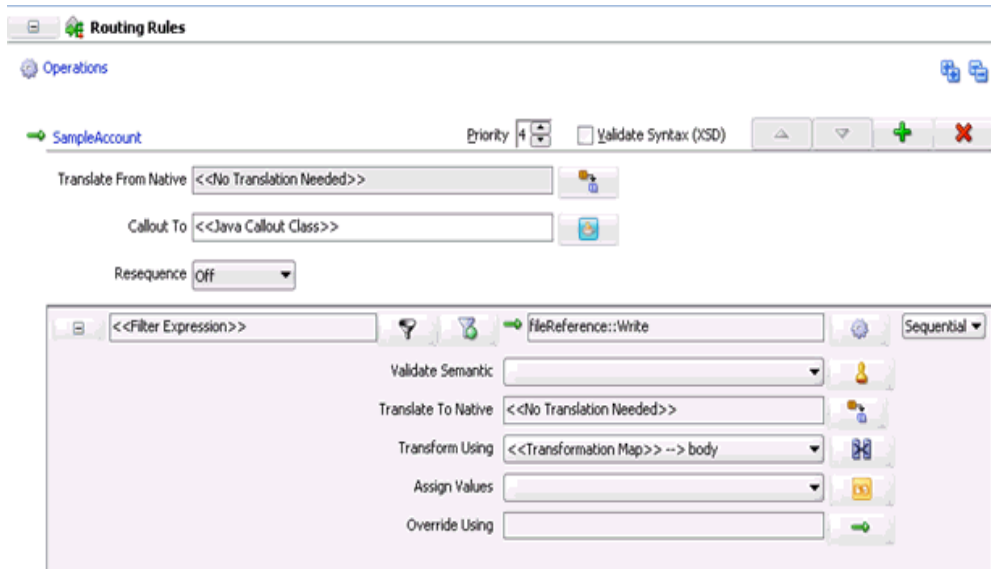 Routing Rules
Operations
SampleAccount Priority 4 Validate Syntax (XSD)
Translate From Native <<No Translation Needed>>
Callout To <<Java Callout Class>>
Resequence Off
<<Filter Expression>> fileReference::Write Sequential
Validate Semantic
Translate To Native <<No Translation Needed>>
Transform Using <<Transformation Map>> --> body
Assign Values
Override Using